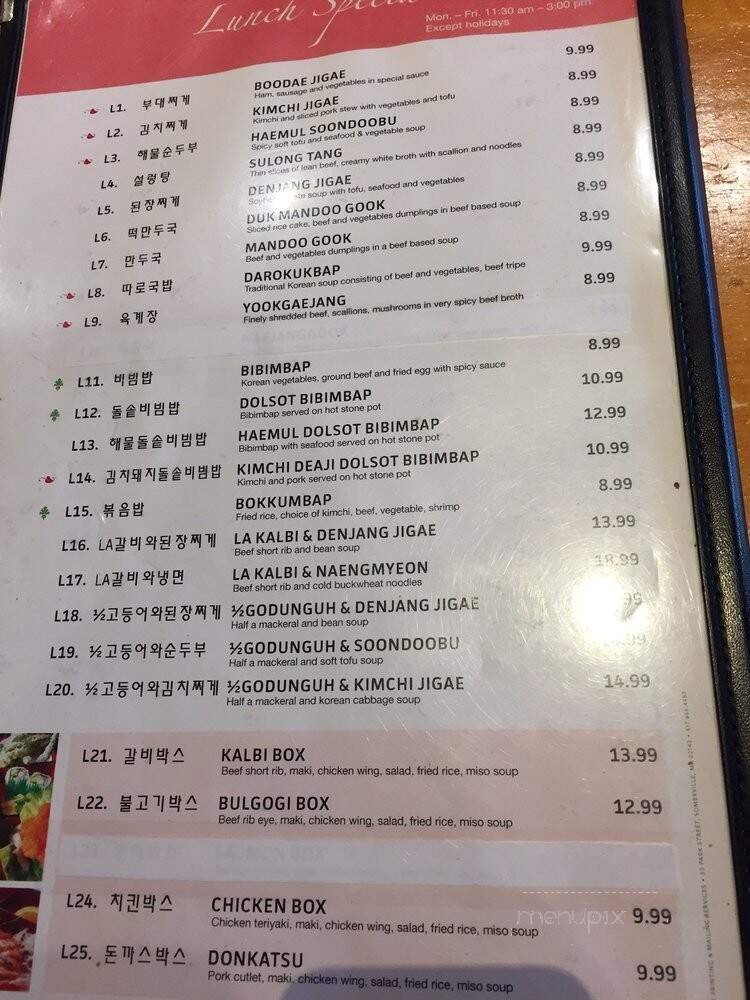 Lunch Specia
Mon. – Fri. 11:30 am – 3:00 pm
Except holidays
L1. 부대찌게 BOODAE JIGAE 9.99
Ham, sausage and vegetables in special sauce
L2. 김치찌게 KIMCHI JIGAE 8.99
Kimchi and sliced pork stew with vegetables and tofu
L3. 해물순두부 HAEMUL SOONDOOBU 8.99
Spicy soft tofu and seafood & vegetable soup
L4. 설렁탕 SULONG TANG 8.99
Thin slices of lean beef, creamy white broth with scallion and noodles
L5. 된장찌게 DENJANG JIGAE 8.99
soup with tofu, seafood and vegetables
L6. 떡만두국 DUK MANDOO GOOK 8.99
Sliced rice cake, beef and vegetables dumplings in beef based soup
L7. 만두국 MANDOO GOOK 8.99
Beef and vegetables dumplings in a beef based soup
L8. 따로국밥 DAROKUKBAP 9.99
Traditional Korean soup consisting of beef and vegetables, beef tripe
L9. 육계장 YOOKGAEJANG 8.99
Finely shredded beef, scallions, mushrooms in very spicy beef broth
L11. 비빔밥 BIBIMBAP 8.99
Korean vegetables, ground beef and fried egg with spicy sauce
L12. 돌솥비빔밥 DOLSOT BIBIMBAP 10.99
Bibimbap served on hot stone pot
L13. 해물돌솥비빔밥 HAEMUL DOLSOT BIBIMBAP 12.99
Bibimbap with seafood served on hot stone pot
L14. 김치돼지돌솥비빔밥 KIMCHI DEAJI DOLSOT BIBIMBAP 10.99
Kimchi and pork served on hot stone pot
L15. 볶음밥 BOKKUMBAP 8.99
Fried rice, choice of kimchi, beef, vegetable, shrimp
L16. LA갈비와된장찌게 LA KALBI & DENJANG JIGAE 13.99
Beef short rib and bean soup
L17. LA갈비와냉면 LA KALBI & NAENGMYEON 18.99
Beef short rib and cold buckwheat noodles
L18. ½고등어와된장찌게 ½GODUNGUH & DENJANG JIGAE
Half a mackeral and bean soup
L19. ½고등어와순두부 ½GODUNGUH & SOONDOOBU
Half a mackeral and soft tofu soup
L20. ½고등어와김치찌게 ½GODUNGUH & KIMCHI JIGAE 14.99
Half a mackeral and korean cabbage soup
L21. 갈비박스 KALBI BOX 13.99
Beef short rib, maki, chicken wing, salad, fried rice, miso soup
L22. 불고기박스 BULGOGI BOX 12.99
Beef rib eye, maki, chicken wing, salad, fried rice, miso soup
L24. 치킨박스 CHICKEN BOX 9.99
Chicken teriyaki, maki, chicken wing, salad, fried rice, miso soup
L25. 돈까스박스 DONKATSU 9.99
Pork cutlet, maki, chicken wing, salad, fried rice, miso soup
menupix